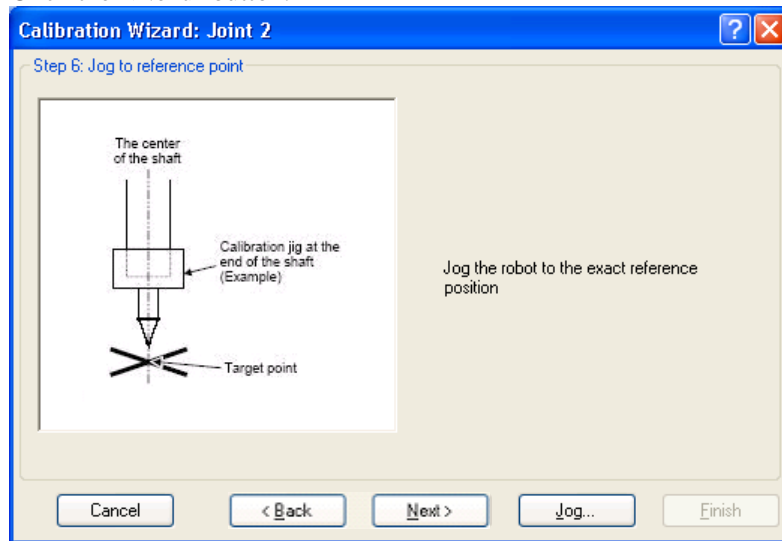 Calibration Wizard: Joint 2
Step 6: Jog to reference point
The center
of the shaft
Calibration jig at the
end of the shaft
(Example)
Target point
Jog the robot to the exact reference
position
Cancel
< Back
Next >
Jog...
Finish